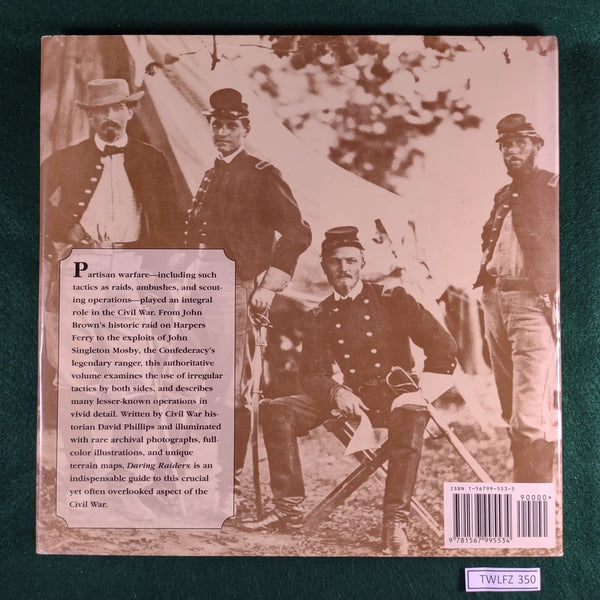 Partisan warfare—including such
tactics as raids, ambushes, and scout-
ing operations—played an integral
role in the Civil War. From John
Brown's historic raid on Harpers
Ferry to the exploits of John
Singleton Mosby, the Confederacy's
legendary ranger, this authoritative
volume examines the use of irregular
tactics by both sides, and describes
many lesser-known operations in
vivid detail. Written by Civil War his-
torian David Phillips and illuminated
with rare archival photographs, full-
color illustrations, and unique
terrain maps, Daring Raiders is an
indispensable guide to this crucial
yet often overlooked aspect of the
Civil War.
ISBN 1-56799-553-5
90000>
9 781567 995534
TWLFZ 350